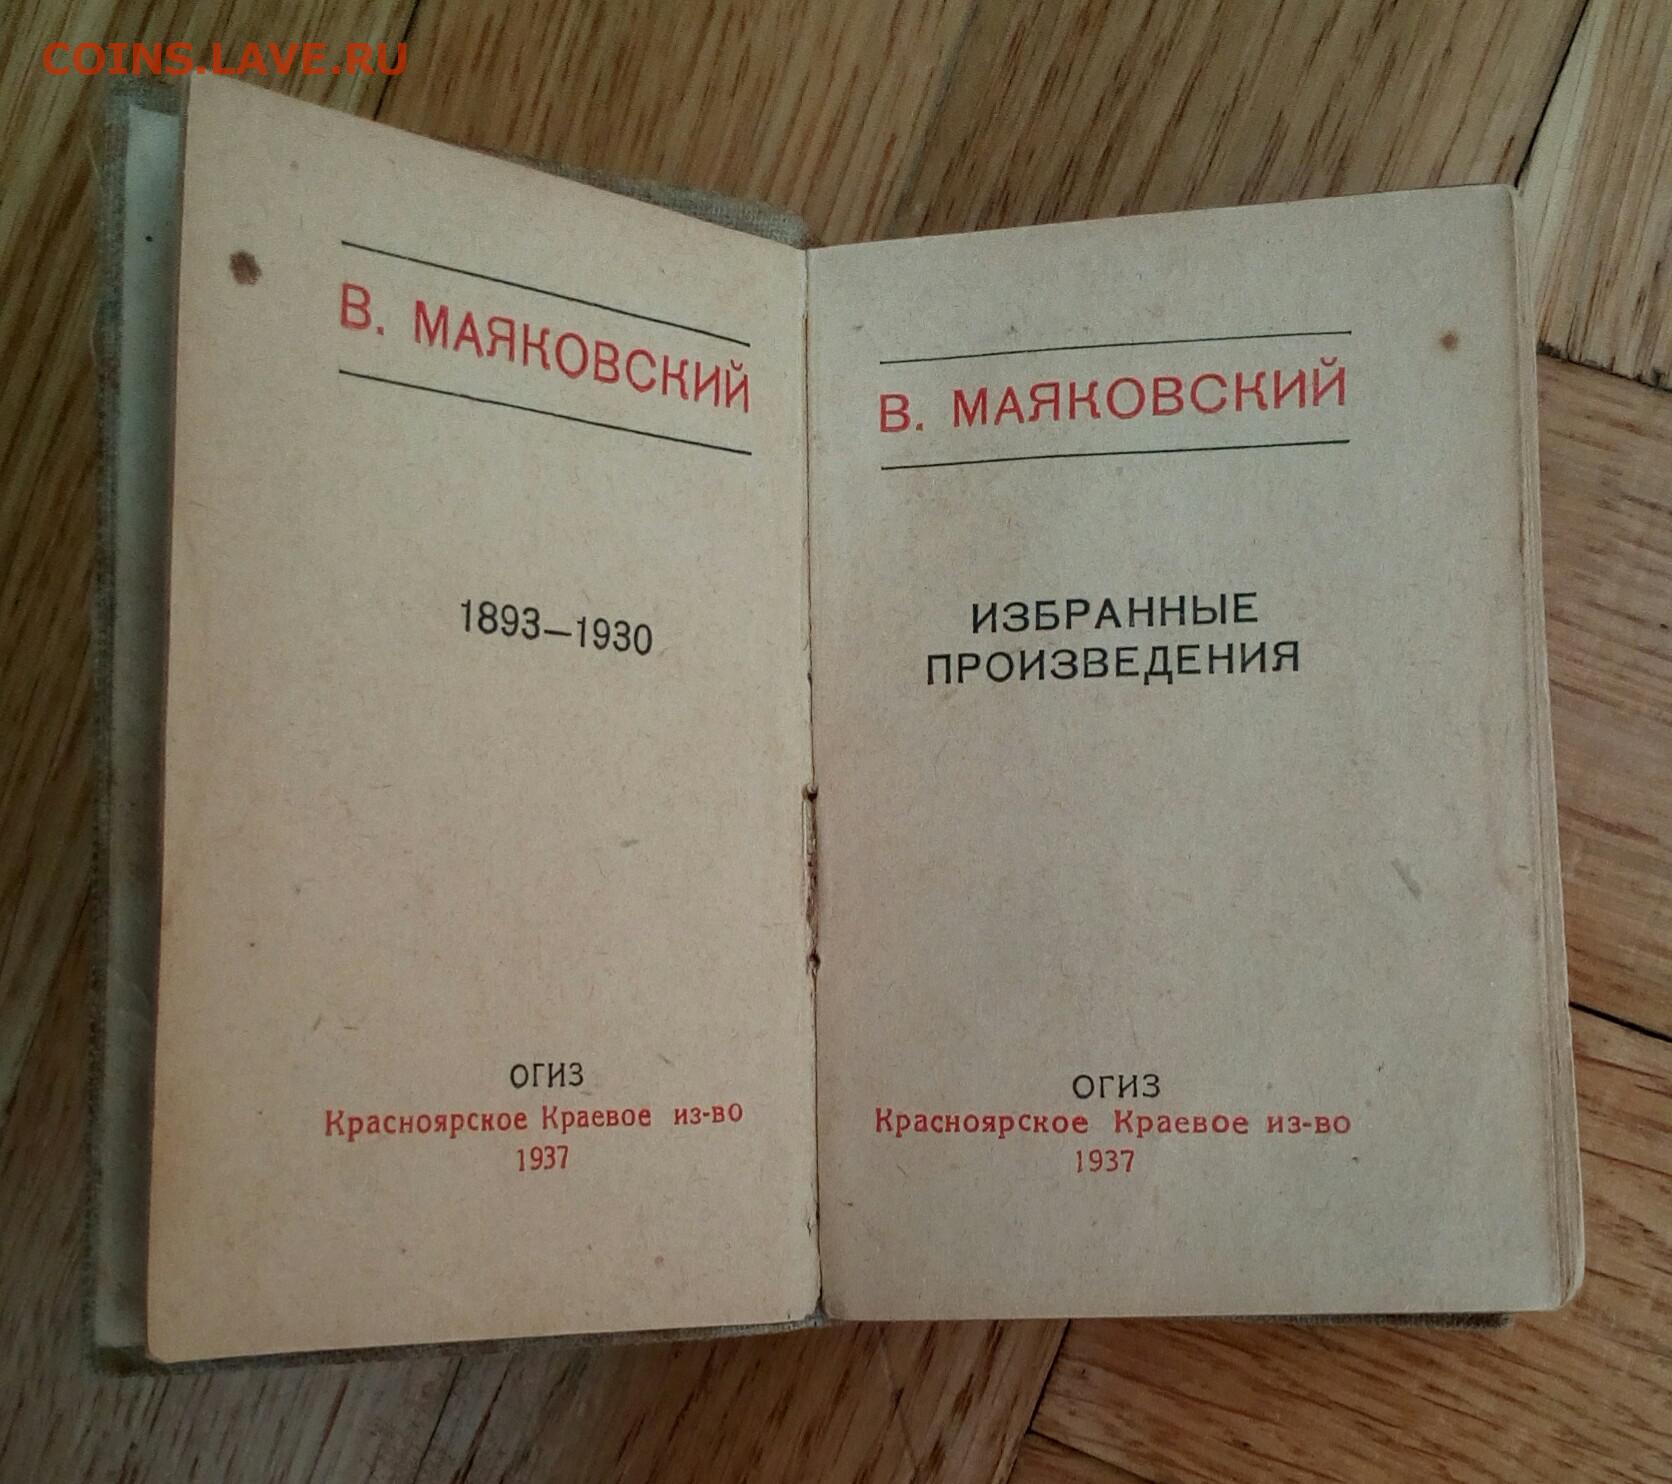 COINS.LAVE.RU
В. МАЯКОВСКИЙ
1893—1930
ОГИЗ
Красноярское Краевое из-во
1937
В. МАЯКОВСКИЙ
ИЗБРАННЫЕ
ПРОИЗВЕДЕНИЯ
ОГИЗ
Красноярское Краевое из-во
1937